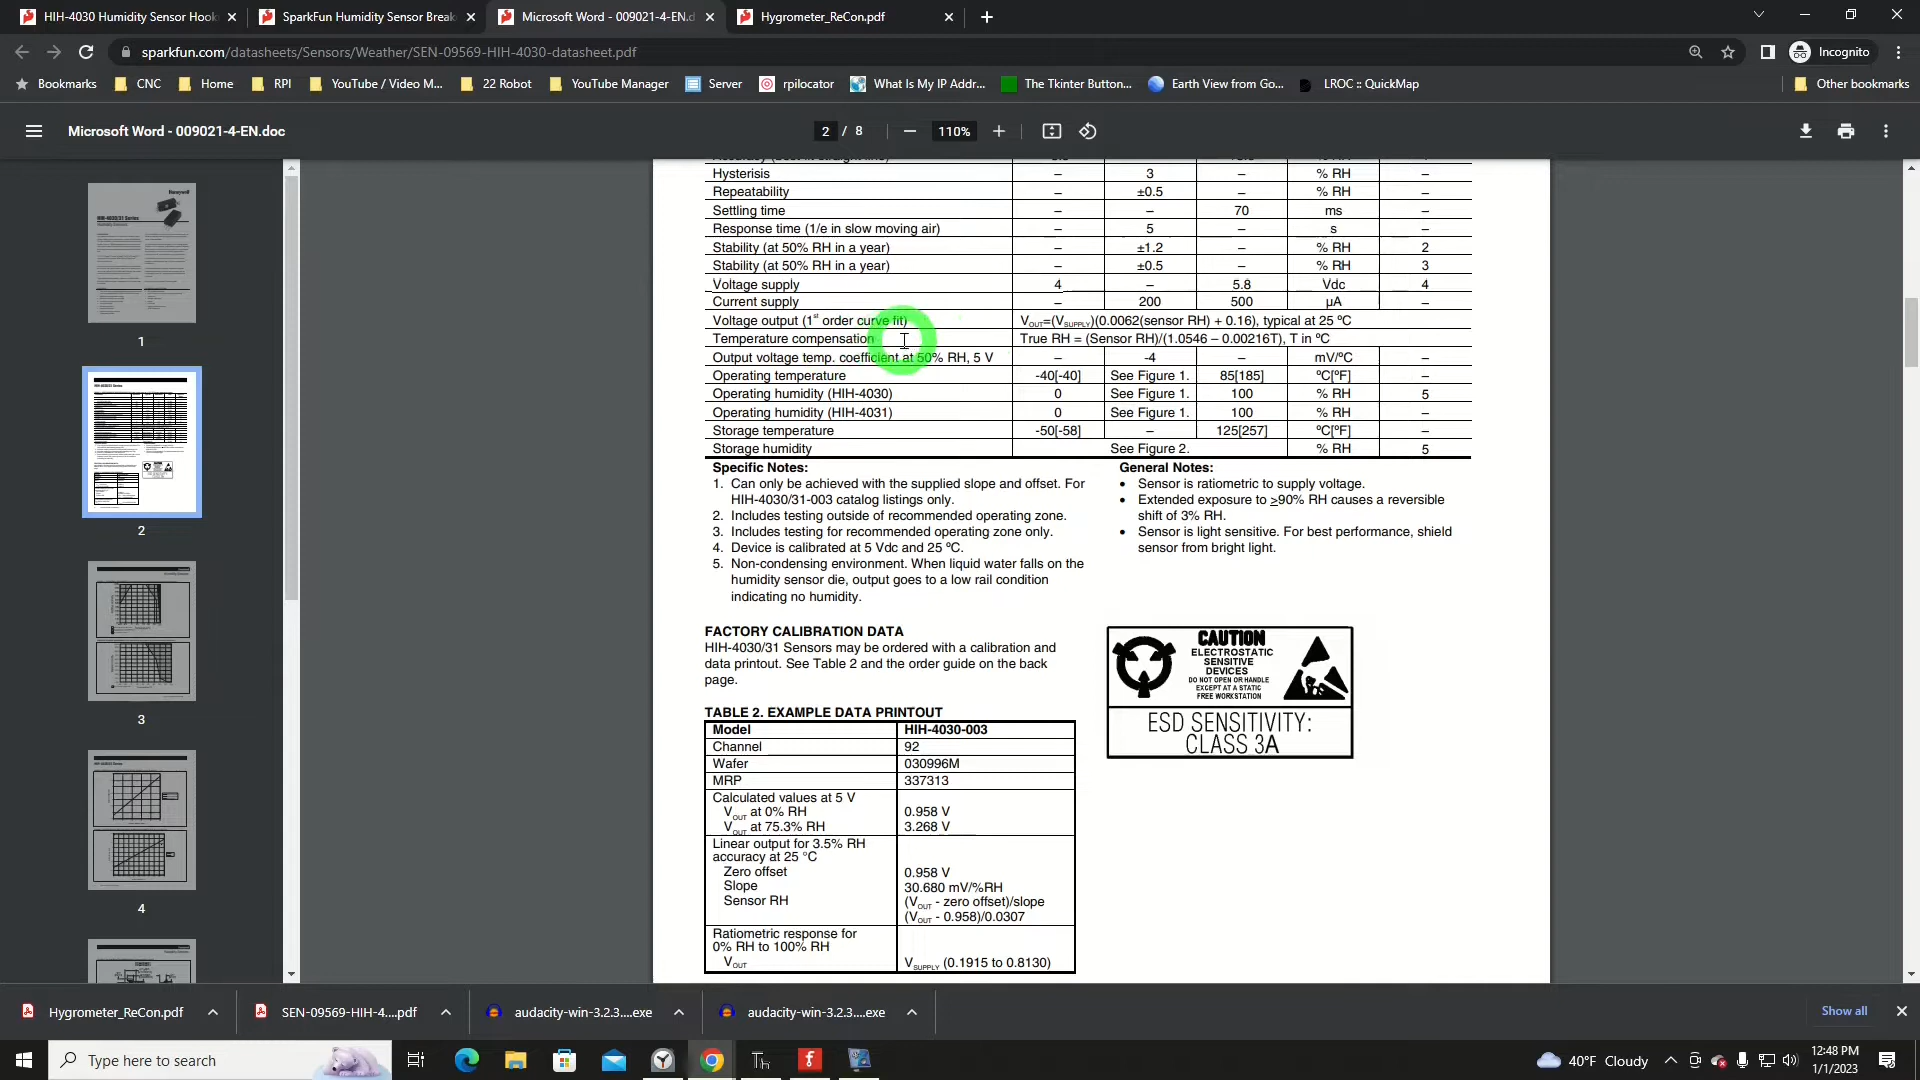 HIH-4030 Humidity Sensor Hook
SparkFun Humidity Sensor Break
Microsoft Word - 009021-4-EN.d
Hygrometer_ReCon.pdf
sparkfun.com/datasheets/Sensors/Weather/SEN-09569-HIH-4030-datasheet.pdf
Incognito
Bookmarks CNC Home RPI YouTube / Video M... 22 Robot YouTube Manager Server rpilocator What Is My IP Addr... The Tkinter Button... Earth View from Go... LROC :: QuickMap Other bookmarks
Microsoft Word - 009021-4-EN.doc
2 / 8
110%
1
2
3
4
Hysterisis – 3 – % RH –
Repeatability – ±0.5 – % RH –
Settling time – – 70 ms –
Response time (1/e in slow moving air) – 5 – s –
Stability (at 50% RH in a year) – ±1.2 – % RH 2
Stability (at 50% RH in a year) – ±0.5 – % RH 3
Voltage supply 4 – 5.8 Vdc 4
Current supply – 200 500 µA –
Voltage output (1st order curve fit) VOUT=(VSUPPLY)(0.0062(sensor RH) + 0.16), typical at 25 ºC
Temperature compensation True RH = (Sensor RH)/(1.0546 – 0.00216T), T in ºC
Output voltage temp. coefficient at 50% RH, 5 V – -4 – mV/ºC –
Operating temperature -40[-40] See Figure 1. 85[185] ºC[ºF] –
Operating humidity (HIH-4030) 0 See Figure 1. 100 % RH 5
Operating humidity (HIH-4031) 0 See Figure 1. 100 % RH –
Storage temperature -50[-58] – 125[257] ºC[ºF] –
Storage humidity See Figure 2. % RH 5
Specific Notes:
1. Can only be achieved with the supplied slope and offset. For
HIH-4030/31-003 catalog listings only.
2. Includes testing outside of recommended operating zone.
3. Includes testing for recommended operating zone only.
4. Device is calibrated at 5 Vdc and 25 ºC.
5. Non-condensing environment. When liquid water falls on the
humidity sensor die, output goes to a low rail condition
indicating no humidity.
General Notes:
• Sensor is ratiometric to supply voltage.
• Extended exposure to >90% RH causes a reversible
shift of 3% RH.
• Sensor is light sensitive. For best performance, shield
sensor from bright light.
FACTORY CALIBRATION DATA
HIH-4030/31 Sensors may be ordered with a calibration and
data printout. See Table 2 and the order guide on the back
page.
CAUTION
ELECTROSTATIC
SENSITIVE
DEVICES
DO NOT OPEN OR HANDLE
EXCEPT AT A STATIC
FREE WORKSTATION
ESD SENSITIVITY:
CLASS 3A
TABLE 2. EXAMPLE DATA PRINTOUT
Model HIH-4030-003
Channel 92
Wafer 030996M
MRP 337313
Calculated values at 5 V
VOUT at 0% RH 0.958 V
VOUT at 75.3% RH 3.268 V
Linear output for 3.5% RH
accuracy at 25 °C
Zero offset 0.958 V
Slope 30.680 mV/%RH
Sensor RH (VOUT - zero offset)/slope
(VOUT - 0.958)/0.0307
Ratiometric response for
0% RH to 100% RH
VOUT VSUPPLY (0.1915 to 0.8130)
Hygrometer_ReCon.pdf
SEN-09569-HIH-4....pdf
audacity-win-3.2.3....exe
audacity-win-3.2.3....exe
Show all
Type here to search
40°F Cloudy
12:48 PM
1/1/2023